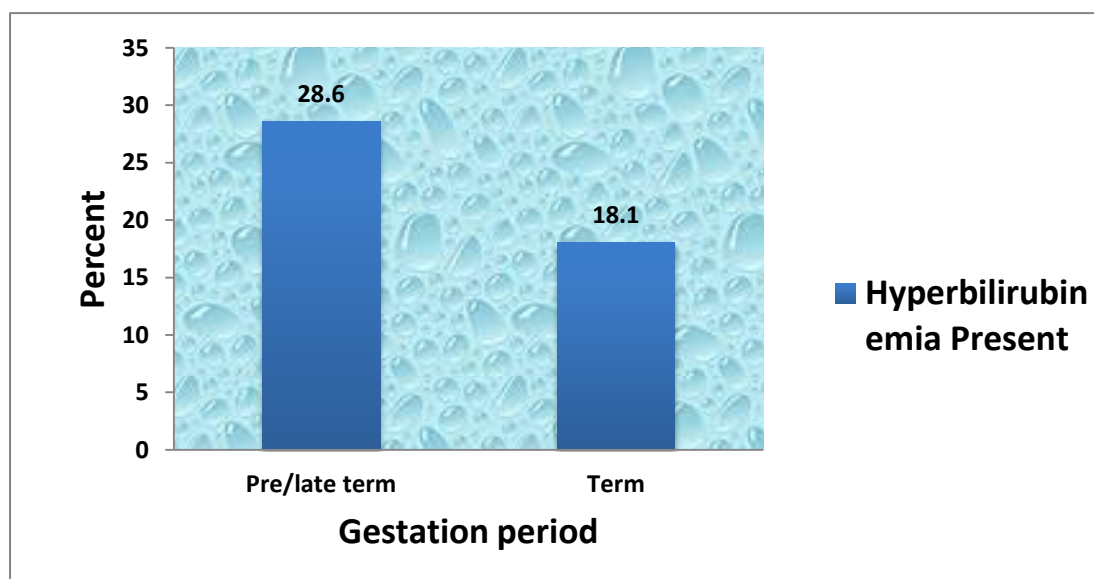 35
30
25
20
15
10
5
0
Percent
28.6
18.1
Pre/late term
Term
Gestation period
Hyperbilirubin
emia Present